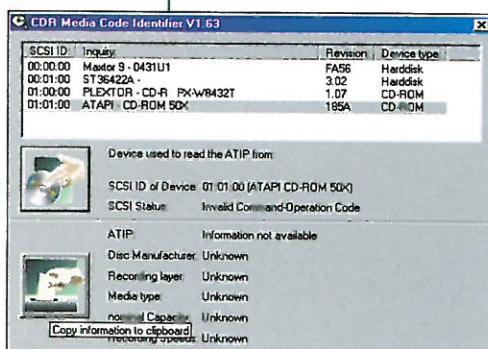 CDR Media Code Identifier V1.63
SCSI ID Inquiry Revision Device type
00:00:00 Maxtor 9 - 0431U1 FA56 Harddisk
00:01:00 ST36422A - 3.02 Harddisk
01:00:00 PLEXTOR - CD-R PX-W8432T 1.07 CD-ROM
01:01:00 ATAPI - CD-ROM 50X 185A CD-ROM
Device used to read the ATIP from
SCSI ID of Device 01:01:00 (ATAPI CD-ROM 50X)
SCSI Status: Invalid Command-Operation Code
ATIP: Information not available
Disc Manufacturer: Unknown
Recording layer: Unknown
Media type: Unknown
nominal Capacity: Unknown
Copy information to clipboard
Recording Speeds: Unknown